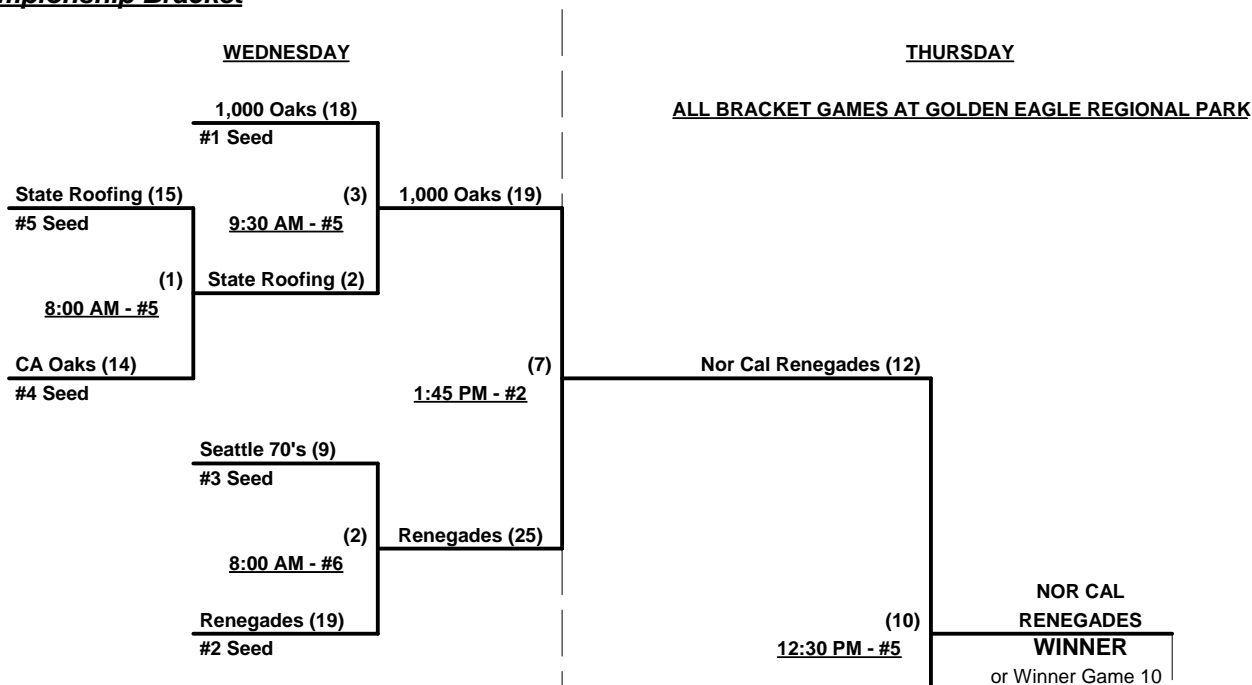 WEDNESDAY
THURSDAY
1,000 Oaks (18)
ALL BRACKET GAMES AT GOLDEN EAGLE REGIONAL PARK
#1 Seed
State Roofing (15)
(3)
1,000 Oaks (19)
#5 Seed
9:30 AM - #5
(1)
State Roofing (2)
8:00 AM - #5
CA Oaks (14)
(7)
Nor Cal Renegades (12)
#4 Seed
1:45 PM - #2
Seattle 70's (9)
#3 Seed
(2)
Renegades (25)
8:00 AM - #6
NOR CAL
Renegades (19)
(10)
RENEGADES
#2 Seed
12:30 PM - #5
WINNER
or Winner Game 10